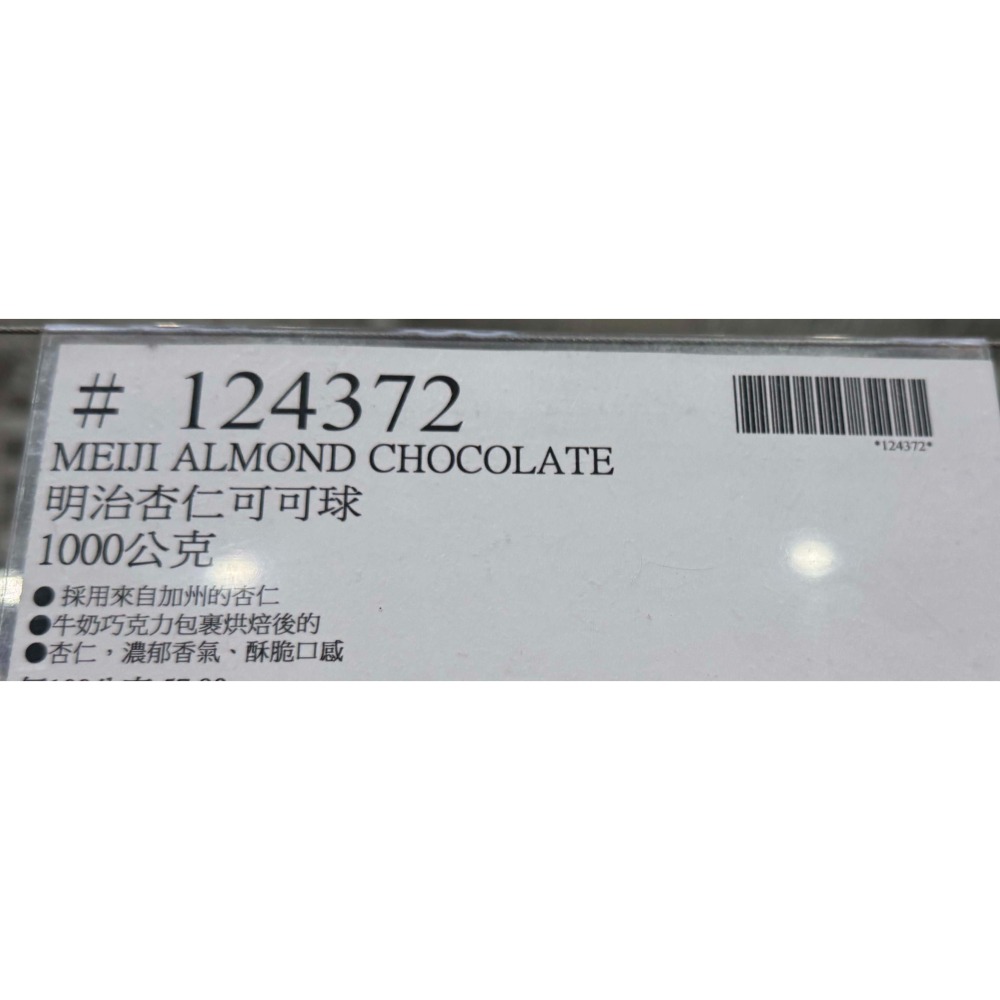 # 124372
*124372*
MEIJI ALMOND CHOCOLATE
明治杏仁可可球
1000公克
● 採用來自加州的杏仁
●牛奶巧克力包裹烘焙後的
●杏仁，濃郁香氣、酥脆口感